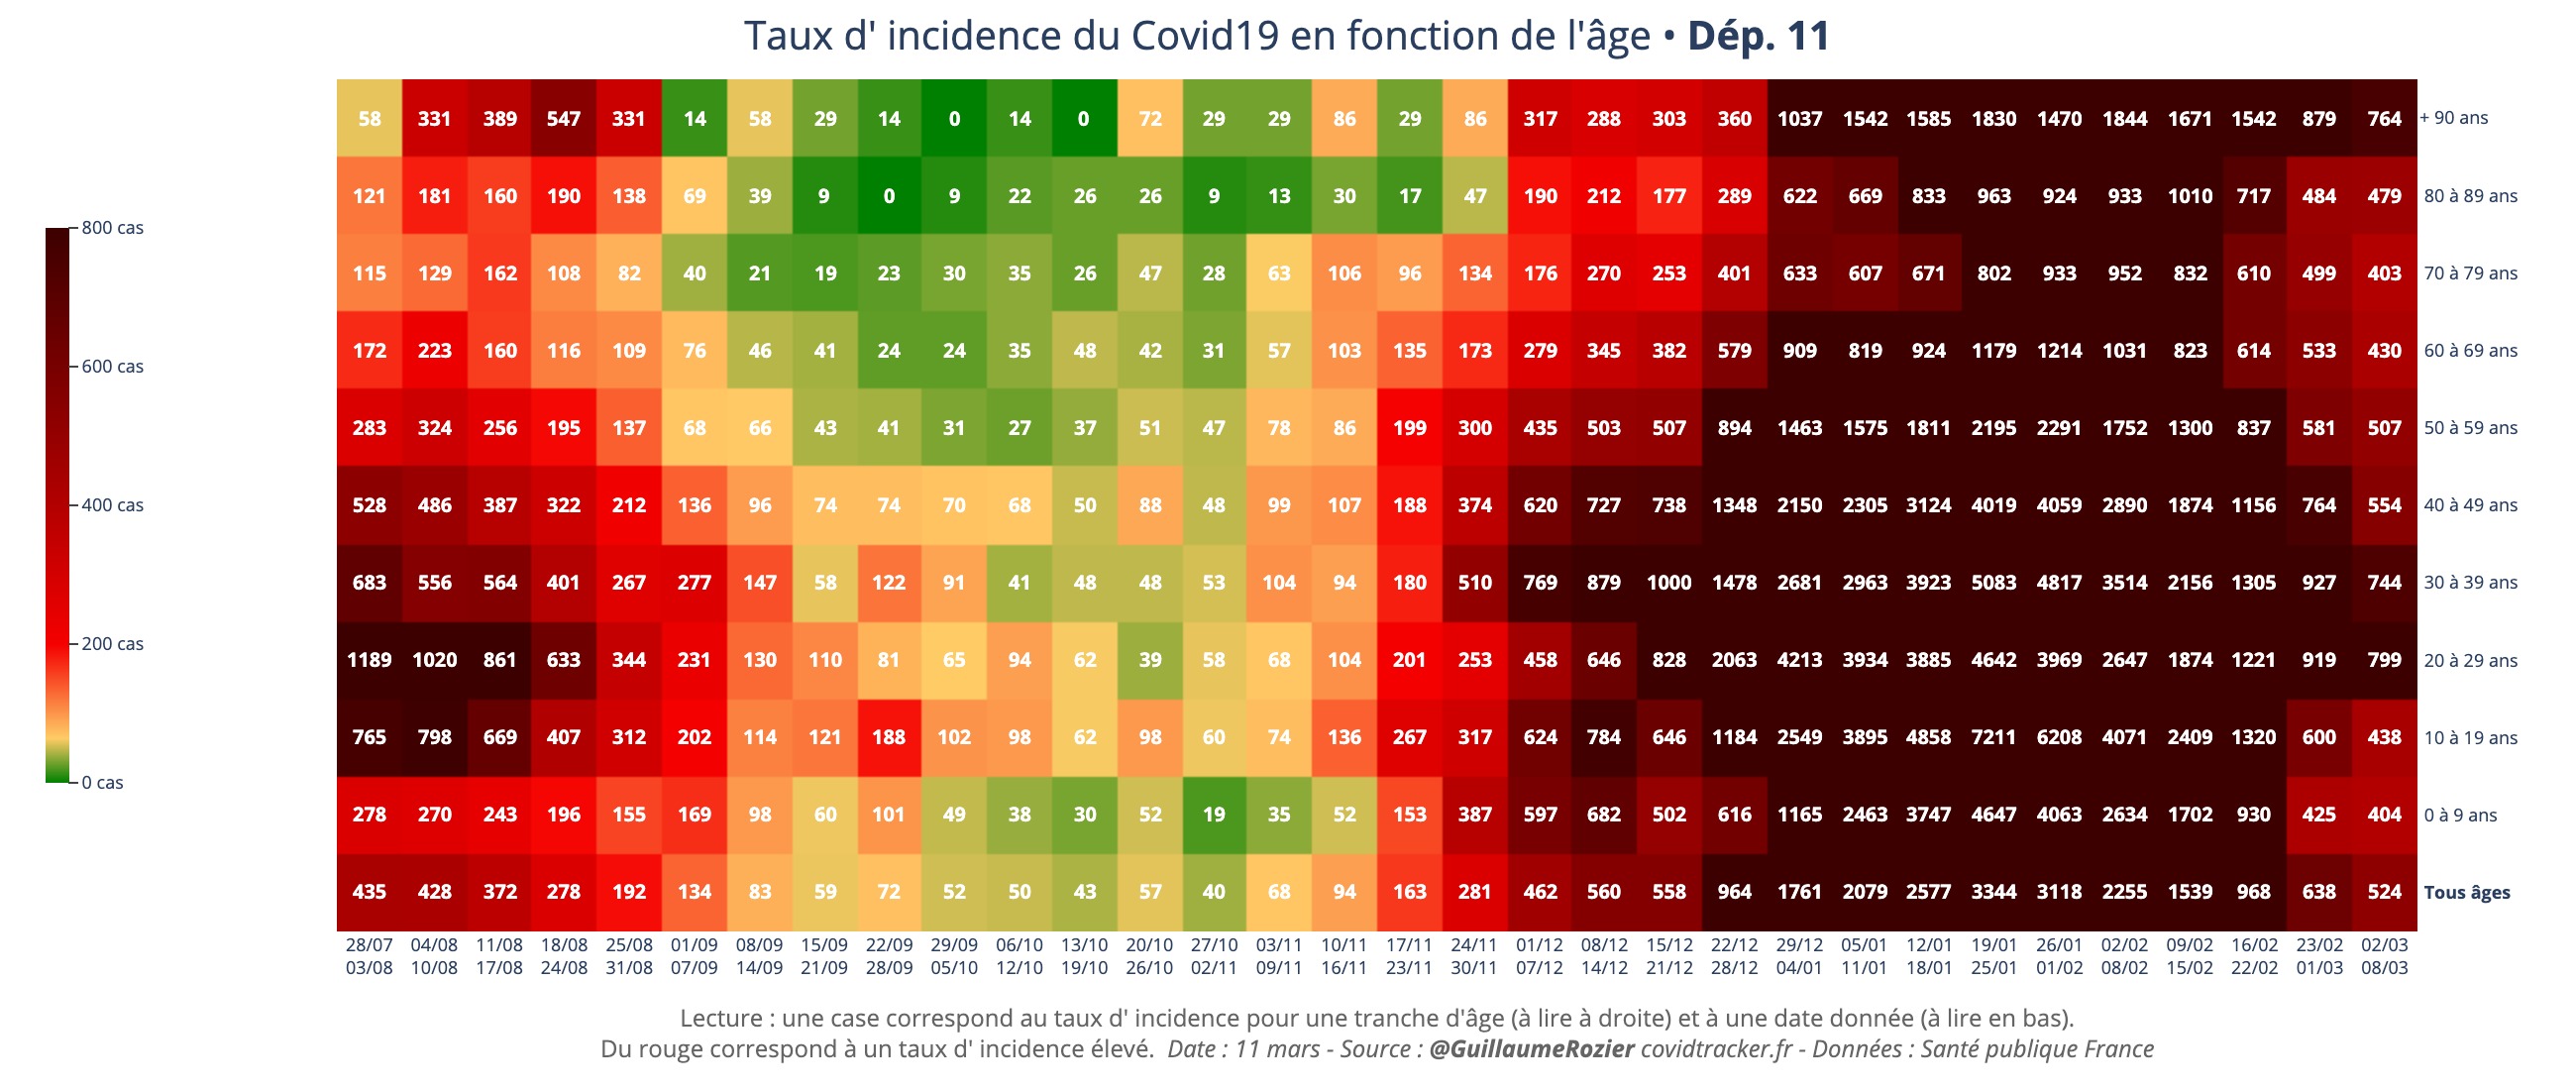 Taux d' incidence du Covid19 en fonction de l'âge • Dép. 11
800 cas
600 cas
400 cas
200 cas
0 cas
58 331 389 547 331 14 58 29 14 0 14 0 72 29 29 86 29 86 317 288 303 360 1037 1542 1585 1830 1470 1844 1671 1542 879 764 + 90 ans
121 181 160 190 138 69 39 9 0 9 22 26 26 9 13 30 17 47 190 212 177 289 622 669 833 963 924 933 1010 717 484 479 80 à 89 ans
115 129 162 108 82 40 21 19 23 30 35 26 47 28 63 106 96 134 176 270 253 401 633 607 671 802 933 952 832 610 499 403 70 à 79 ans
172 223 160 116 109 76 46 41 24 24 35 48 42 31 57 103 135 173 279 345 382 579 909 819 924 1179 1214 1031 823 614 533 430 60 à 69 ans
283 324 256 195 137 68 66 43 41 31 27 37 51 47 78 86 199 300 435 503 507 894 1463 1575 1811 2195 2291 1752 1300 837 581 507 50 à 59 ans
528 486 387 322 212 136 96 74 74 70 68 50 88 48 99 107 188 374 620 727 738 1348 2150 2305 3124 4019 4059 2890 1874 1156 764 554 40 à 49 ans
683 556 564 401 267 277 147 58 122 91 41 48 48 53 104 94 180 510 769 879 1000 1478 2681 2963 3923 5083 4817 3514 2156 1305 927 744 30 à 39 ans
1189 1020 861 633 344 231 130 110 81 65 94 62 39 58 68 104 201 253 458 646 828 2063 4213 3934 3885 4642 3969 2647 1874 1221 919 799 20 à 29 ans
765 798 669 407 312 202 114 121 188 102 98 62 98 60 74 136 267 317 624 784 646 1184 2549 3895 4858 7211 6208 4071 2409 1320 600 438 10 à 19 ans
278 270 243 196 155 169 98 60 101 49 38 30 52 19 35 52 153 387 597 682 502 616 1165 2463 3747 4647 4063 2634 1702 930 425 404 0 à 9 ans
435 428 372 278 192 134 83 59 72 52 50 43 57 40 68 94 163 281 462 560 558 964 1761 2079 2577 3344 3118 2255 1539 968 638 524 Tous âges
28/07 04/08 11/08 18/08 25/08 01/09 08/09 15/09 22/09 29/09 06/10 13/10 20/10 27/10 03/11 10/11 17/11 24/11 01/12 08/12 15/12 22/12 29/12 05/01 12/01 19/01 26/01 02/02 09/02 16/02 23/02 02/03
03/08 10/08 17/08 24/08 31/08 07/09 14/09 21/09 28/09 05/10 12/10 19/10 26/10 02/11 09/11 16/11 23/11 30/11 07/12 14/12 21/12 28/12 04/01 11/01 18/01 25/01 01/02 08/02 15/02 22/02 01/03 08/03
Lecture : une case correspond au taux d' incidence pour une tranche d'âge (à lire à droite) et à une date donnée (à lire en bas).
Du rouge correspond à un taux d' incidence élevé. Date : 11 mars - Source : @GuillaumeRozier covidtracker.fr - Données : Santé publique France